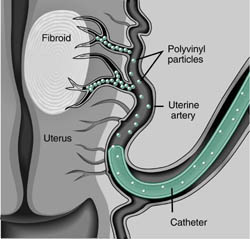 Fibroid
Polyvinyl
particles
Uterine
artery
Uterus
Catheter